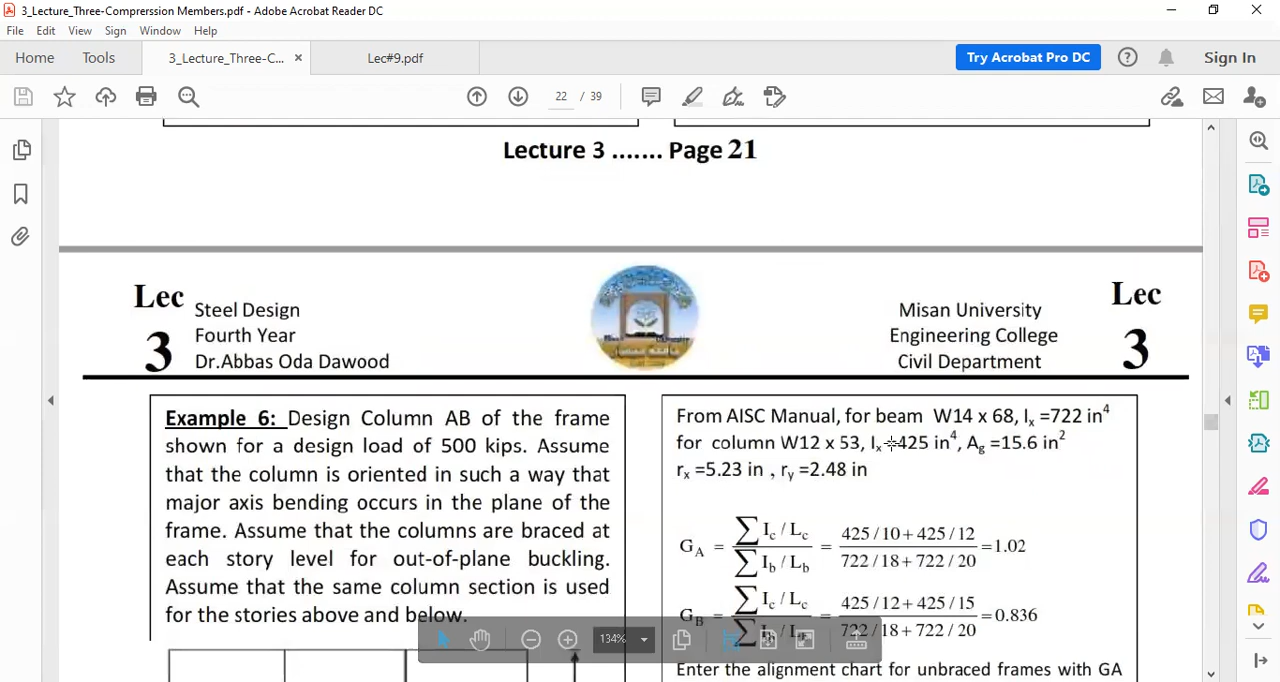 3_Lecture_Three-Comprerssion Members.pdf - Adobe Acrobat Reader DC
File Edit View Sign Window Help
Home Tools 3_Lecture_Three-C... × Lec#9.pdf Try Acrobat Pro DC Sign In
22 / 39
Lecture 3 ....... Page 21
Lec
3
Steel Design
Fourth Year
Dr.Abbas Oda Dawood
Misan University
Engineering College
Civil Department
Lec
3
Example 6: Design Column AB of the frame
shown for a design load of 500 kips. Assume
that the column is oriented in such a way that
major axis bending occurs in the plane of the
frame. Assume that the columns are braced at
each story level for out-of-plane buckling.
Assume that the same column section is used
for the stories above and below.
From AISC Manual, for beam W14 x 68, Ix =722 in4
for column W12 x 53, Ix =425 in4, Ag =15.6 in2
rx =5.23 in , ry =2.48 in
GA = ∑ Ic / Lc / ∑ Ib / Lb = 425 / 10 + 425 / 12 / 722 / 18 + 722 / 20 = 1.02
GB = ∑ Ic / Lc / ∑ = 425 / 12 + 425 / 15 / 722 / 18 + 722 / 20 = 0.836
Enter the alignment chart for unbraced frames with GA
134%